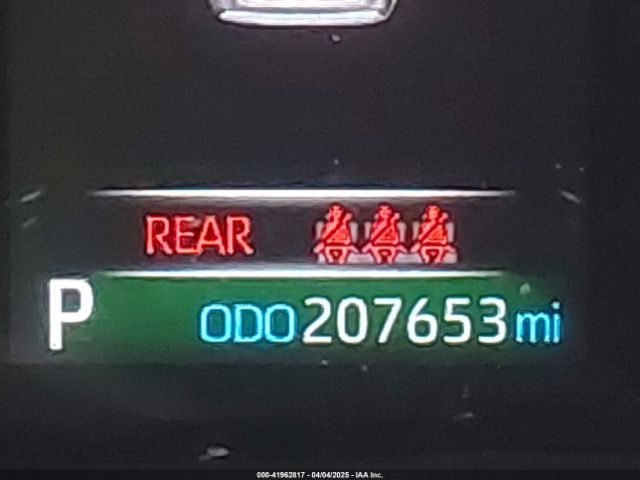 REAR
P ODO 207653 mi
000-41962817 - 04/04/2025 - IAA Inc.